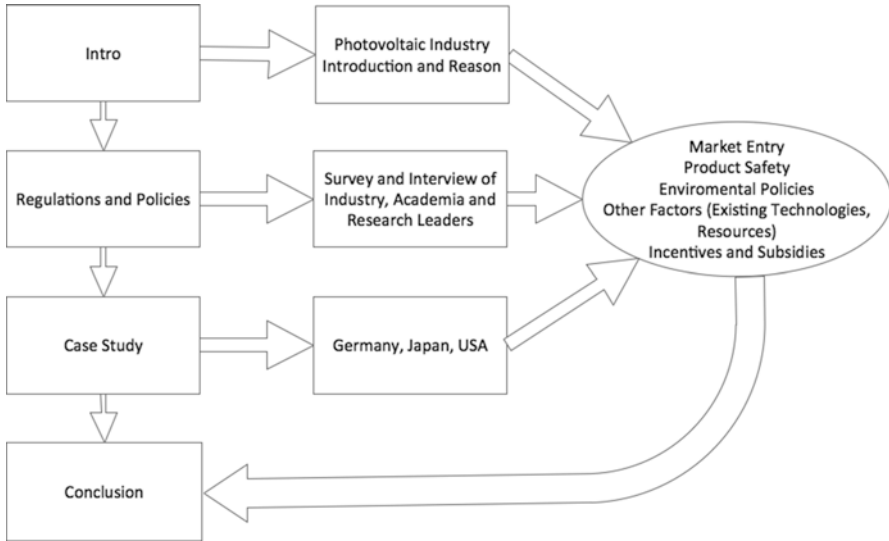 Intro
Photovoltaic Industry
Introduction and Reason
Regulations and Policies
Survey and Interview of
Industry, Academia and
Research Leaders
Market Entry
Product Safety
Enviromental Policies
Other Factors (Existing Technologies,
Resources)
Incentives and Subsidies
Case Study
Germany, Japan, USA
Conclusion